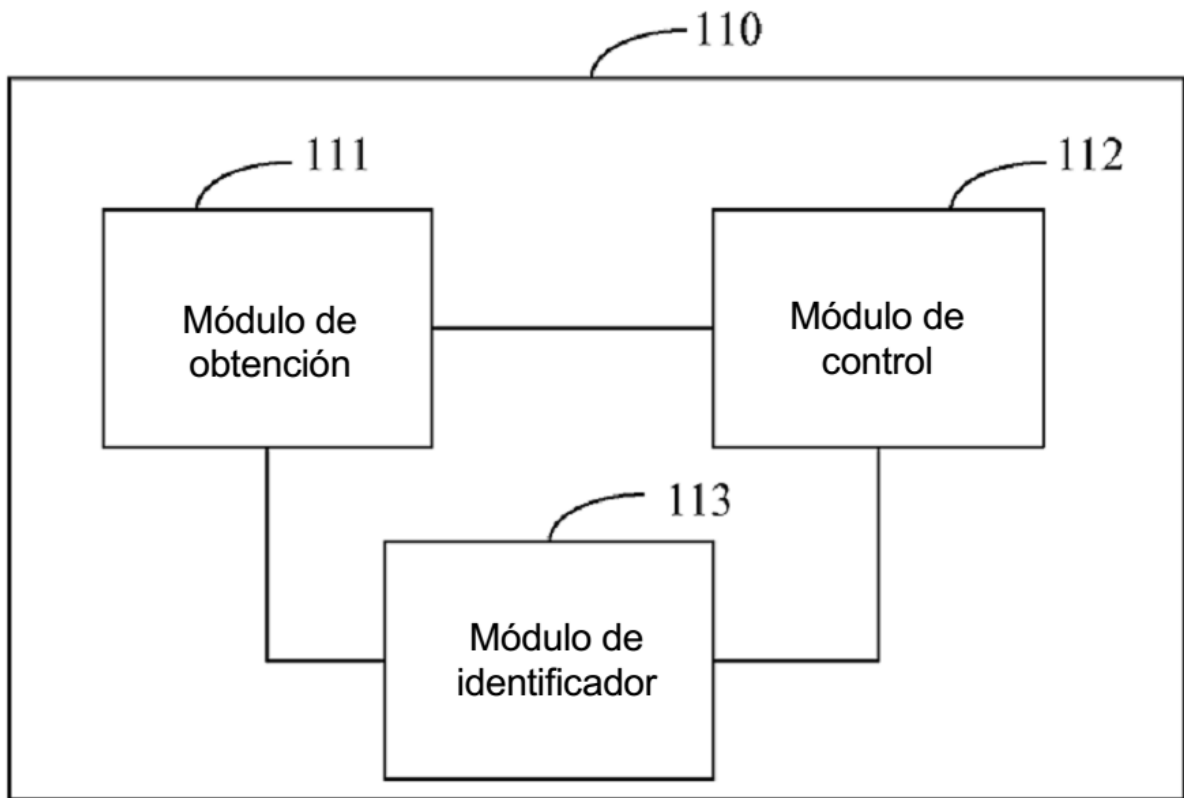 110
111
112
Módulo de
obtención
Módulo de
control
113
Módulo de
identificador